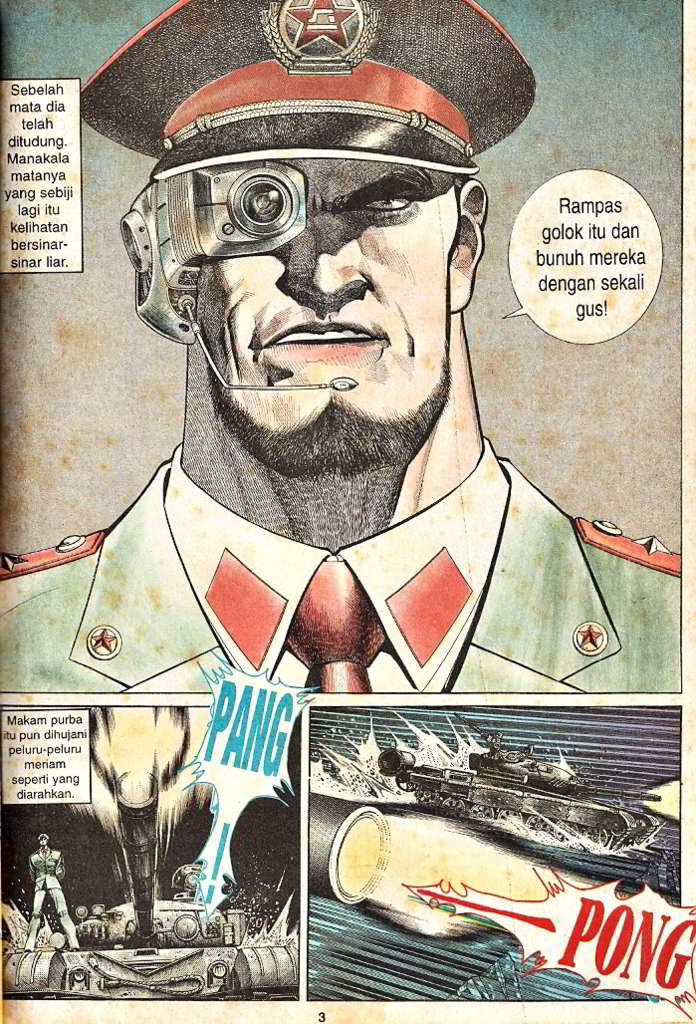 Sebelah
mata dia
telah
ditudung.
Manakala
matanya
yang sebiji
lagi itu
kelihatan
bersinar-
sinar liar.
Rampas
golok itu dan
bunuh mereka
dengan sekali
gus!
Makam purba
itu pun dihujani
peluru-peluru
meriam
seperti yang
diarahkan.
PANG
!!
PONG
3